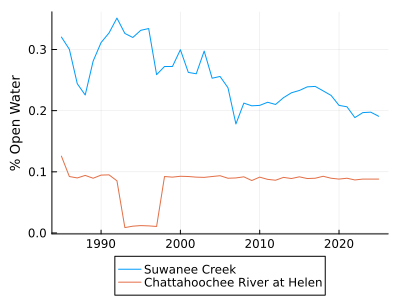 % Open Water
0.3
0.2
0.1
0.0
1990 2000 2010 2020
Suwanee Creek
Chattahoochee River at Helen